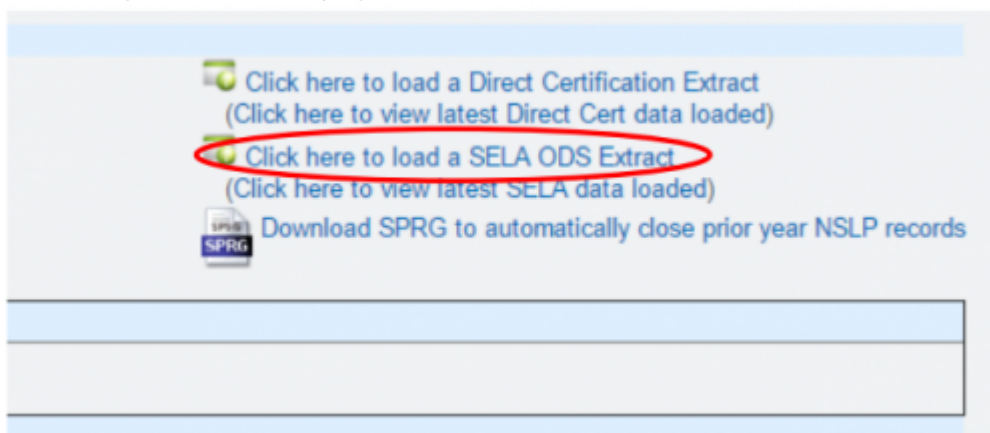 Click here to load a Direct Certification Extract
(Click here to view latest Direct Cert data loaded)
Click here to load a SELA ODS Extract
(Click here to view latest SELA data loaded)
SPRG
SPRG
Download SPRG to automatically close prior year NSLP records